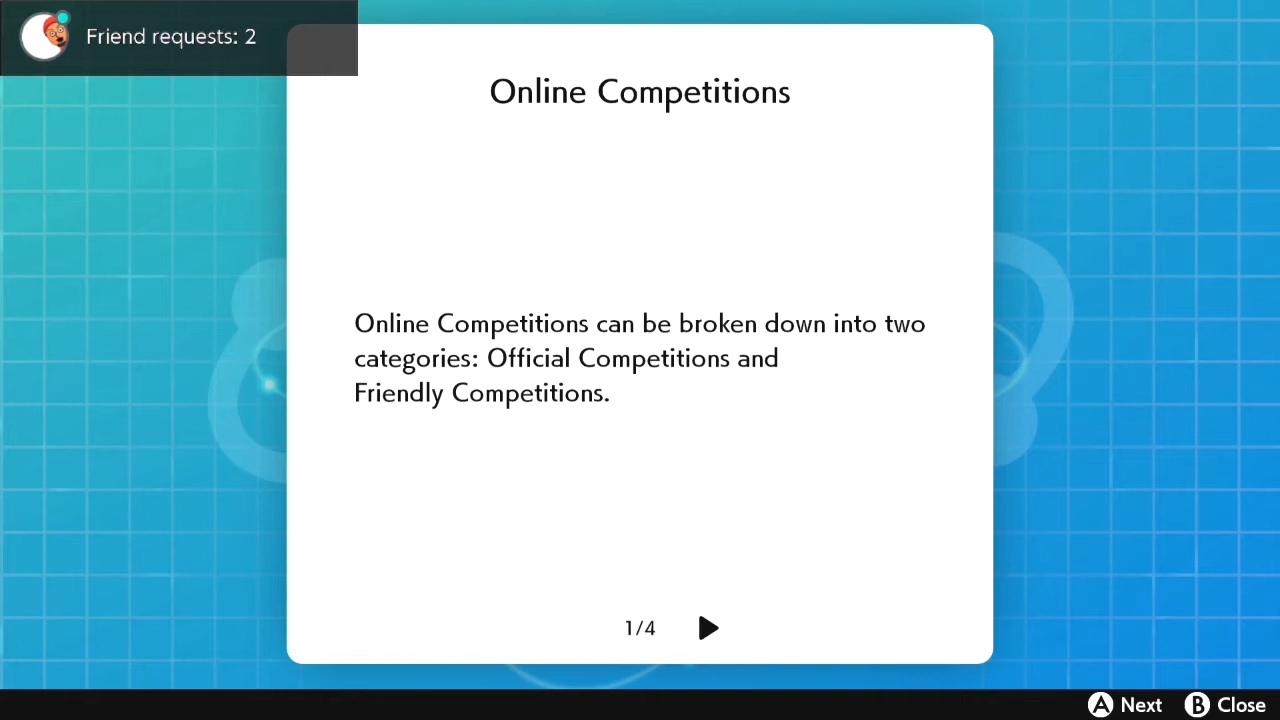 Friend requests: 2
Online Competitions
Online Competitions can be broken down into two
categories: Official Competitions and
Friendly Competitions.
1/4
A Next B Close